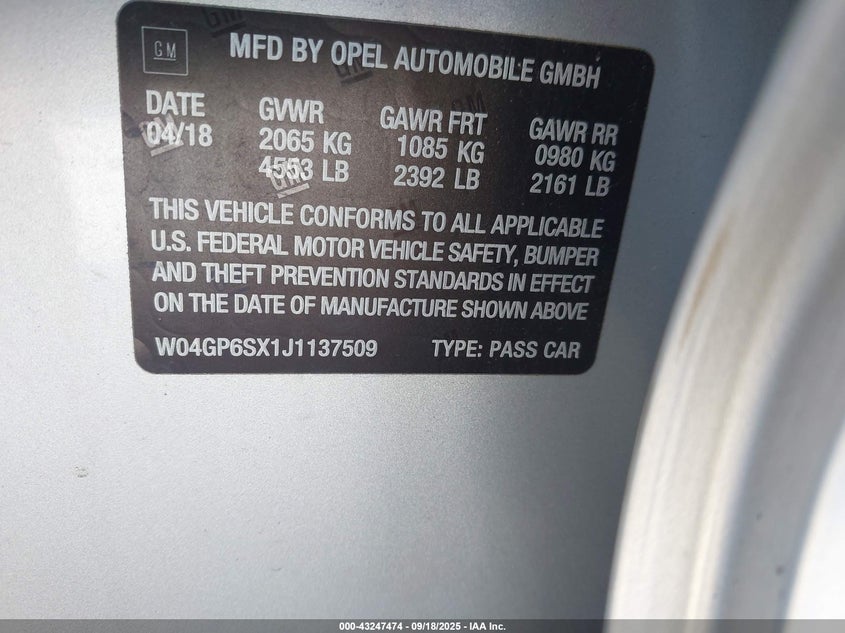 GM
MFD BY OPEL AUTOMOBILE GMBH
DATE GVWR GAWR FRT GAWR RR
04/18 2065 KG 1085 KG 0980 KG
4553 LB 2392 LB 2161 LB
THIS VEHICLE CONFORMS TO ALL APPLICABLE
U.S. FEDERAL MOTOR VEHICLE SAFETY, BUMPER
AND THEFT PREVENTION STANDARDS IN EFFECT
ON THE DATE OF MANUFACTURE SHOWN ABOVE
W04GP6SX1J1137509 TYPE: PASS CAR
000-43247474 — 09/18/2025 — IAA Inc.